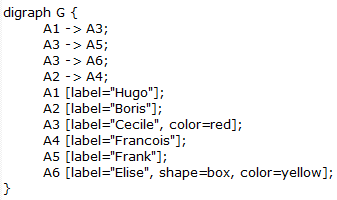 digraph G {
A1 -> A3;
A3 -> A5;
A3 -> A6;
A2 -> A4;
A1 [label="Hugo"];
A2 [label="Boris"];
A3 [label="Cecile", color=red];
A4 [label="Francois"];
A5 [label="Frank"];
A6 [label="Elise", shape=box, color=yellow];
}